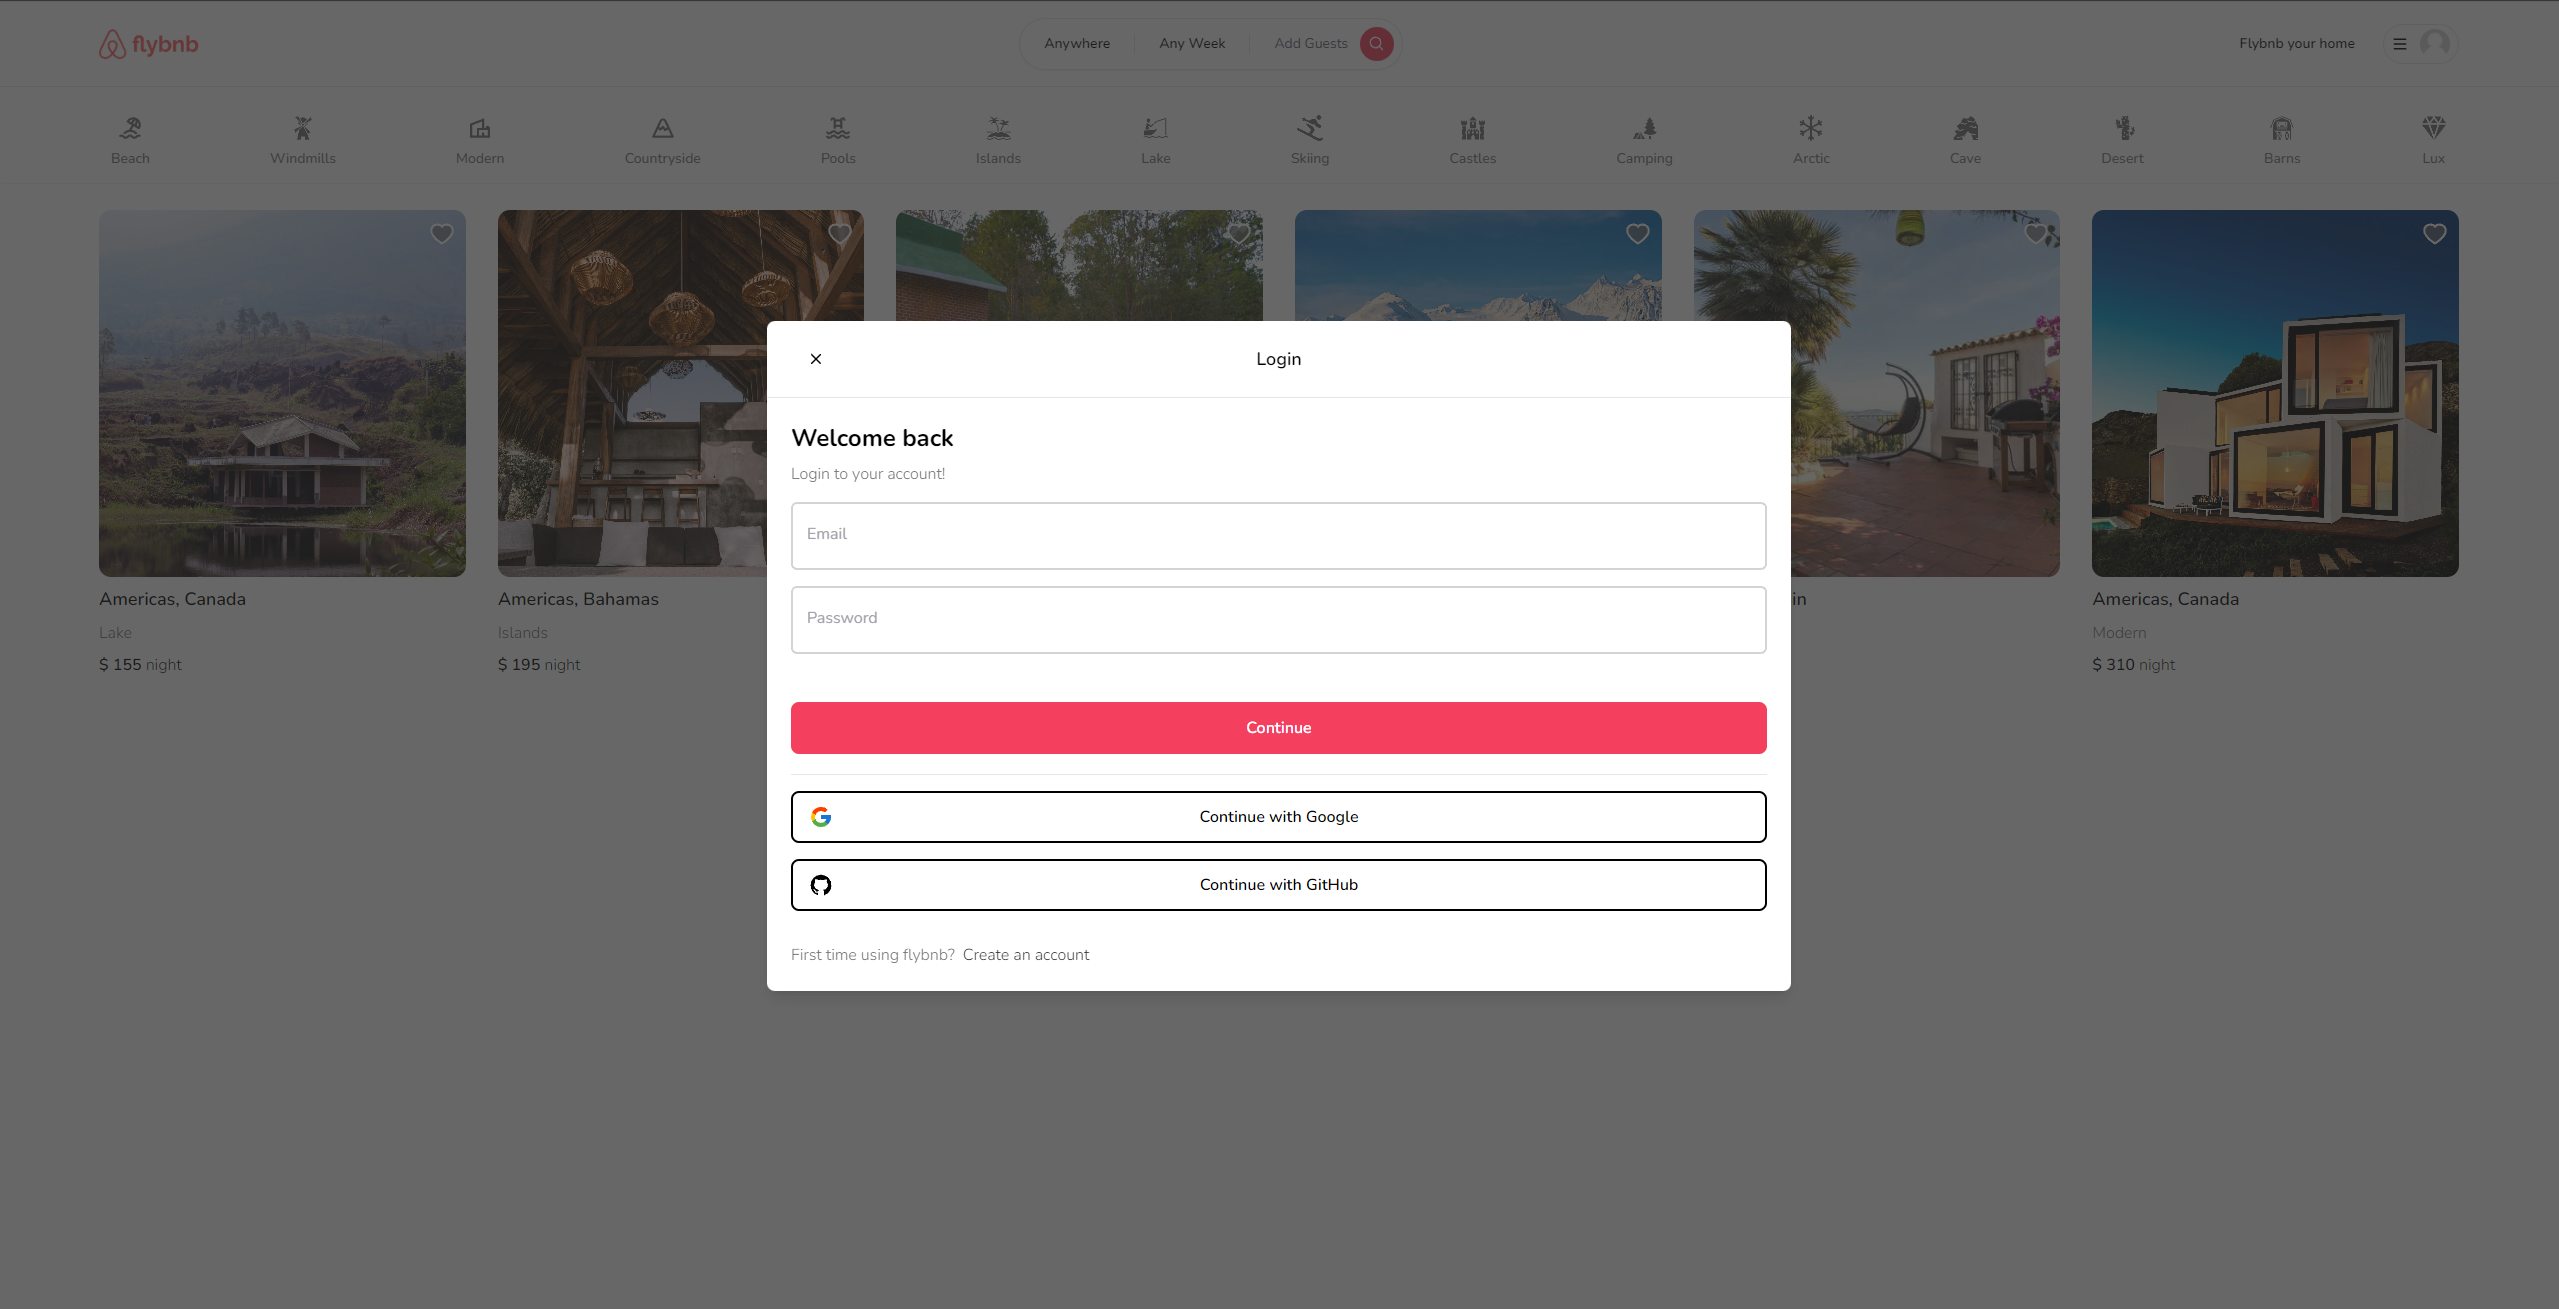 flybnb
Anywhere
Any Week
Add Guests
Flybnb your home
Beach
Windmills
Modern
Countryside
Pools
Islands
Lake
Skiing
Castles
Camping
Arctic
Cave
Desert
Barns
Lux
Login
Welcome back
Login to your account!
Email
Password
Continue
Continue with Google
Continue with GitHub
First time using flybnb? Create an account
Americas, Canada
Lake
$ 155 night
Americas, Bahamas
Islands
$ 195 night
in
Americas, Canada
Modern
$ 310 night